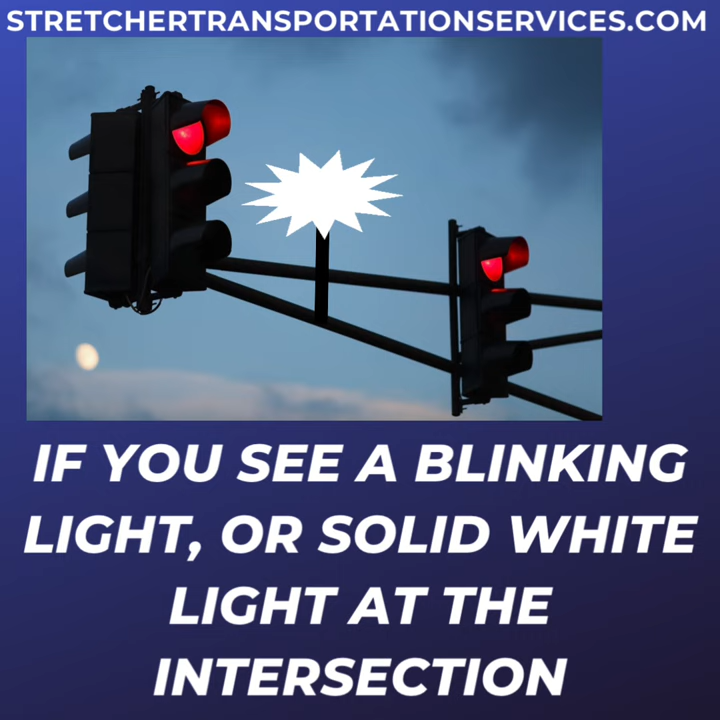 STRETCHERTRANSPORTATIONSERVICES.COM
IF YOU SEE A BLINKING
LIGHT, OR SOLID WHITE
LIGHT AT THE
INTERSECTION